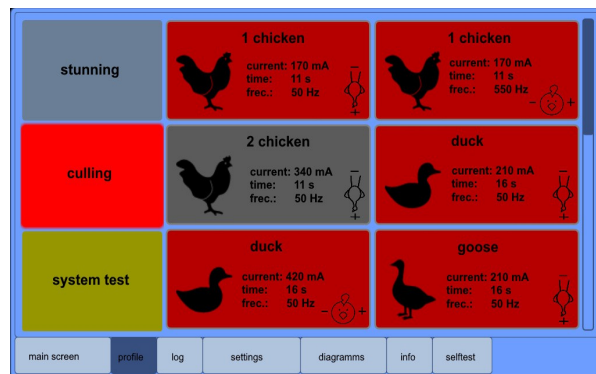 stunning
1 chicken
current: 170 mA
time: 11 s
frec.: 50 Hz
− +
1 chicken
current: 170 mA
time: 11 s
frec.: 550 Hz
− +
culling
2 chicken
current: 340 mA
time: 11 s
frec.: 50 Hz
− +
duck
current: 210 mA
time: 16 s
frec.: 50 Hz
− +
system test
duck
current: 420 mA
time: 16 s
frec.: 50 Hz
− +
goose
current: 210 mA
time: 16 s
frec.: 50 Hz
− +
main screen profile log settings diagramms info selftest